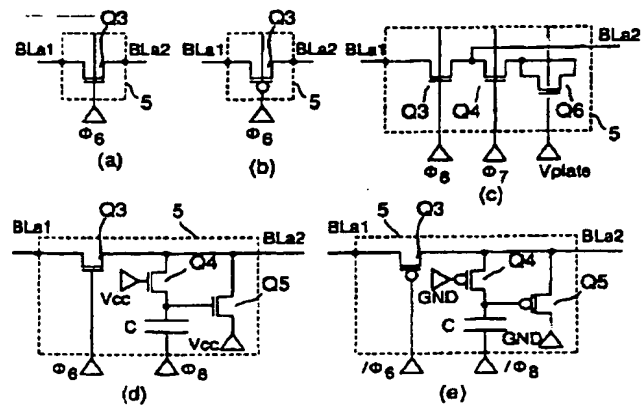 BLa1 Q3 BLa2
5
Φ6
(a)
BLa1 Q3 BLa2
5
Φ6
(b)
BLa1 BLa2
Q3 Q4 Q6
5
Φ6 Φ7 Vplate
(c)
BLa1 Q3 5 BLa2
Q4
Vcc Q5
C
Vcc
Φ6 Φ8
(d)
BLa1 5 Q3 BLa2
Q4
GND Q5
C
GND
/Φ6 /Φ8
(e)